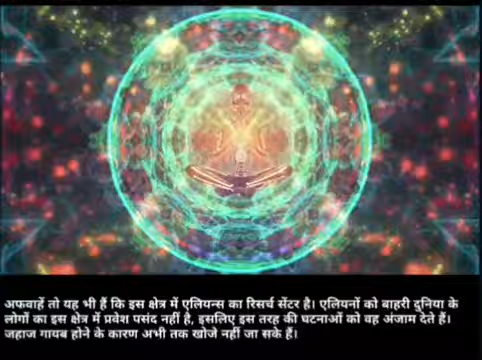 अफवाहें तो यह भी हैं कि इस क्षेत्र में एलियन्स का रिसर्च सेंटर है। एलियनों को बाहरी दुनिया के
लोगों का इस क्षेत्र में प्रवेश पसंद नहीं है, इसलिए इस तरह की घटनाओं को वह अंजाम देते हैं।
जहाज गायब होने के कारण अभी तक खोजे नहीं जा सके हैं।